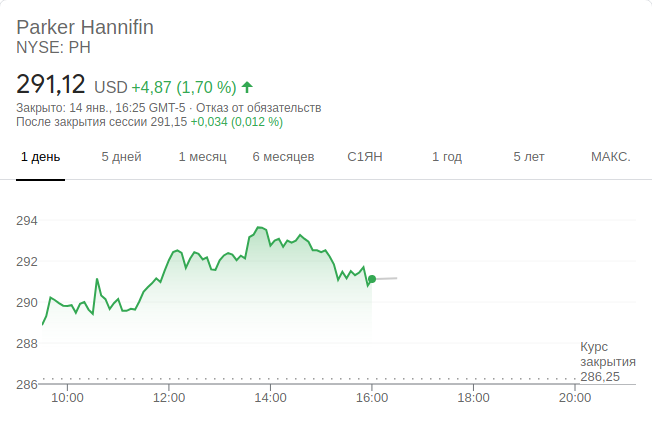 Parker Hannifin
NYSE: PH
291,12 USD +4,87 (1,70 %)
Закрыто: 14 янв., 16:25 GMT-5 · Отказ от обязательств
После закрытия сессии 291,15 +0,034 (0,012 %)
1 день 5 дней 1 месяц 6 месяцев С1ЯН 1 год 5 лет МАКС.
294
292
290
288
Курс
закрытия
286,25
286
10:00 12:00 14:00 16:00 18:00 20:00